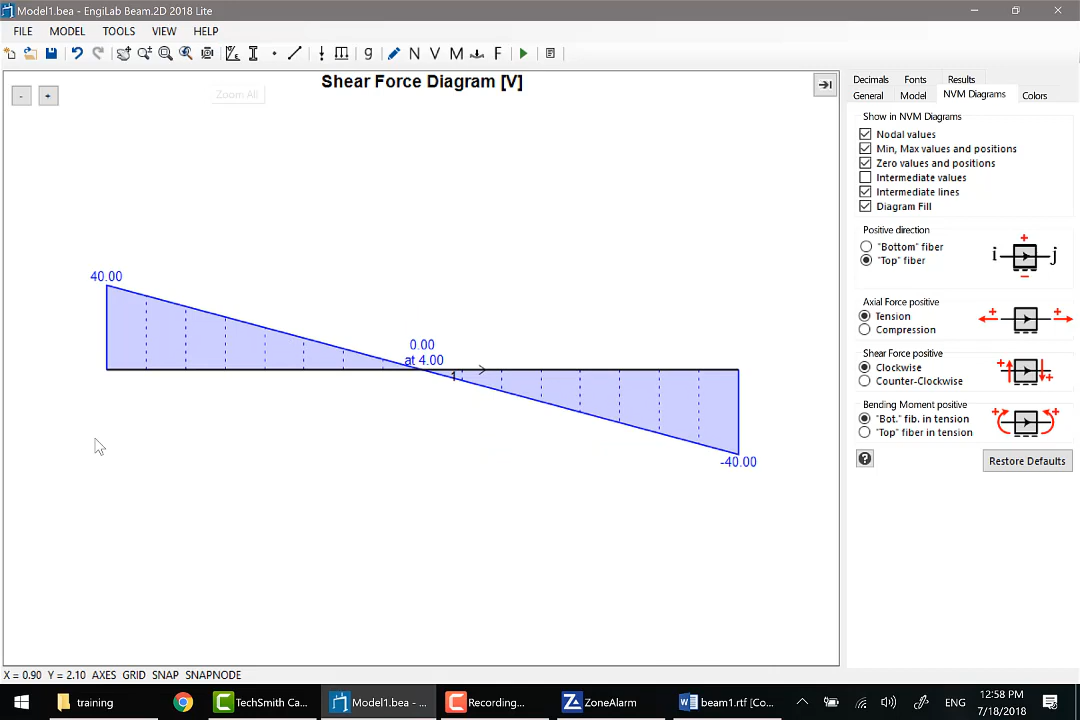 Model1.bea - EngiLab Beam.2D 2018 Lite
FILE MODEL TOOLS VIEW HELP
g N V M F
Shear Force Diagram [V]
- +
Zoom All
40.00
0.00
at 4.00
1
-40.00
Decimals Fonts Results
General Model NVM Diagrams Colors
Show in NVM Diagrams
Nodal values
Min, Max values and positions
Zero values and positions
Intermediate values
Intermediate lines
Diagram Fill
Positive direction
"Bottom" fiber
"Top" fiber
+
i j
−
Axial Force positive
Tension
Compression
+ +
Shear Force positive
Clockwise
Counter-Clockwise
+ +
Bending Moment positive
"Bot." fib. in tension
"Top" fiber in tension
+ +
? Restore Defaults
X = 0.90 Y = 2.10 AXES GRID SNAP SNAPNODE
training
TechSmith Ca...
Model1.bea - ...
Recording...
ZoneAlarm
beam1.rtf [Co...
ENG
12:58 PM
7/18/2018